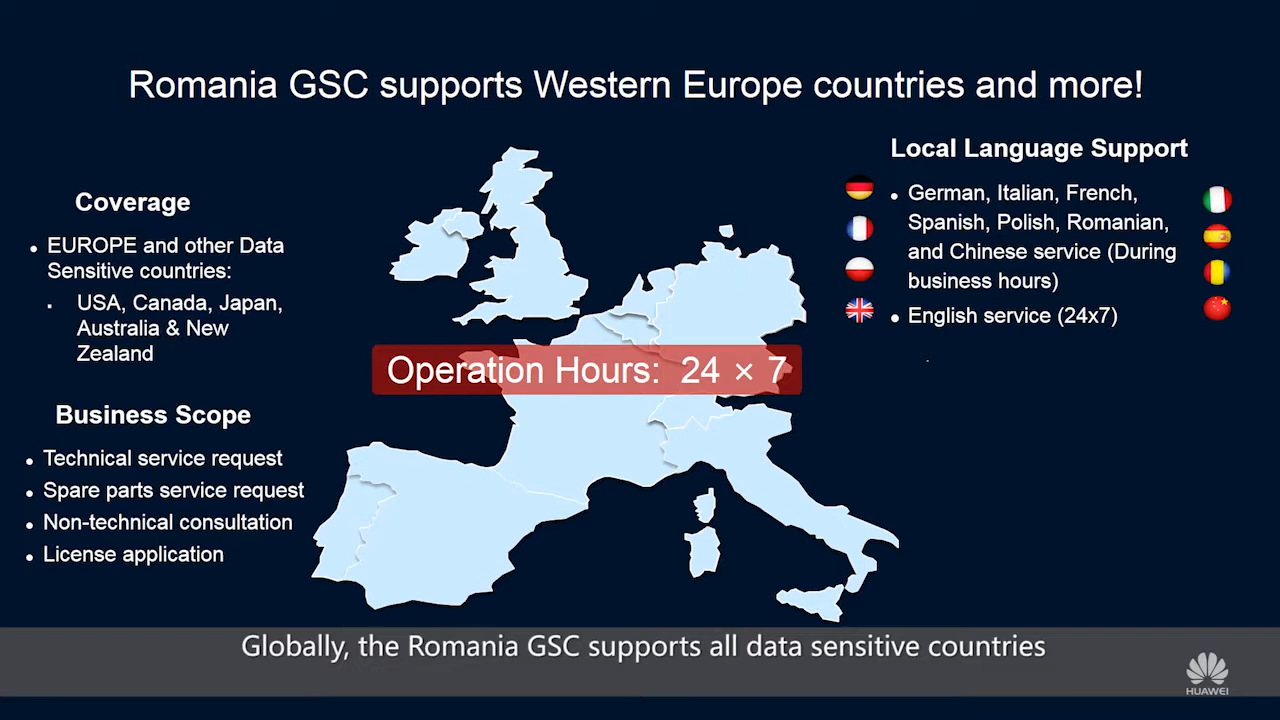 Romania GSC supports Western Europe countries and more!
Coverage
• EUROPE and other Data
Sensitive countries:
▪ USA, Canada, Japan,
Australia & New
Zealand
Business Scope
• Technical service request
• Spare parts service request
• Non-technical consultation
• License application
Operation Hours: 24 × 7
Local Language Support
• German, Italian, French,
Spanish, Polish, Romanian,
and Chinese service (During
business hours)
• English service (24x7)
Globally, the Romania GSC supports all data sensitive countries
HUAWEI